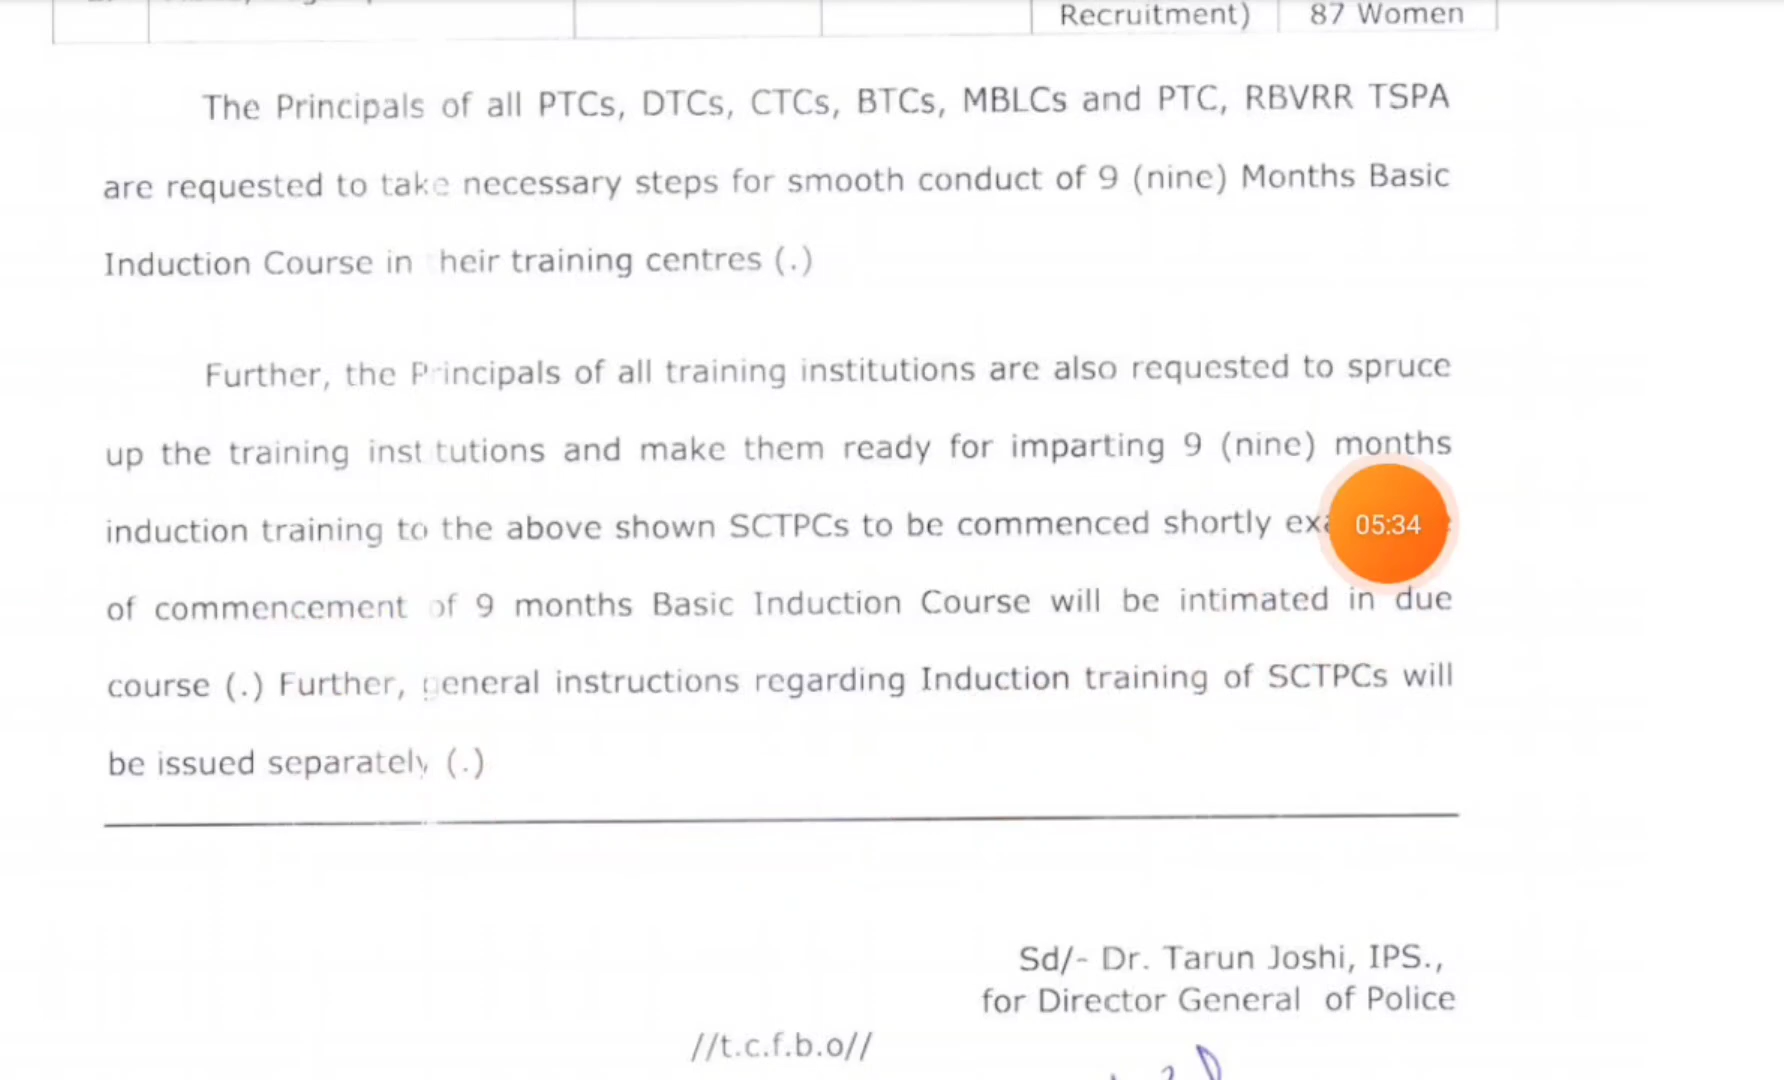 Recruitment) 87 Women
The Principals of all PTCs, DTCs, CTCs, BTCs, MBLCs and PTC, RBVRR TSPA
are requested to take necessary steps for smooth conduct of 9 (nine) Months Basic
Induction Course in heir training centres (.)
Further, the Principals of all training institutions are also requested to spruce
up the training inst tutions and make them ready for imparting 9 (nine) months
induction training to the above shown SCTPCs to be commenced shortly
05:34
of commencement of 9 months Basic Induction Course will be intimated in due
course (.) Further, general instructions regarding Induction training of SCTPCs will
be issued separately (.)
Sd/- Dr. Tarun Joshi, IPS.,
for Director General of Police
//t.c.f.b.o//